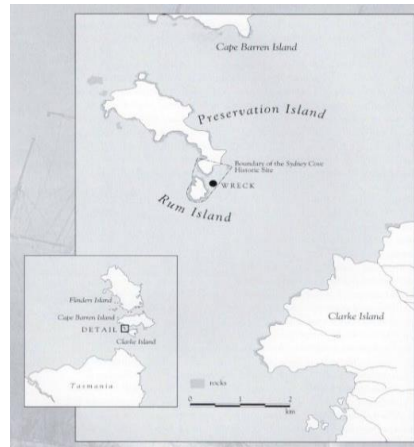 Cape Barren Island
Preservation Island
Boundary of the Sydney Cove
Historic Site
WRECK
Rum Island
Clarke Island
Flinders Island
Cape Barren Island
DETAIL
Clarke Island
Tasmania
rocks
0 1 2
km